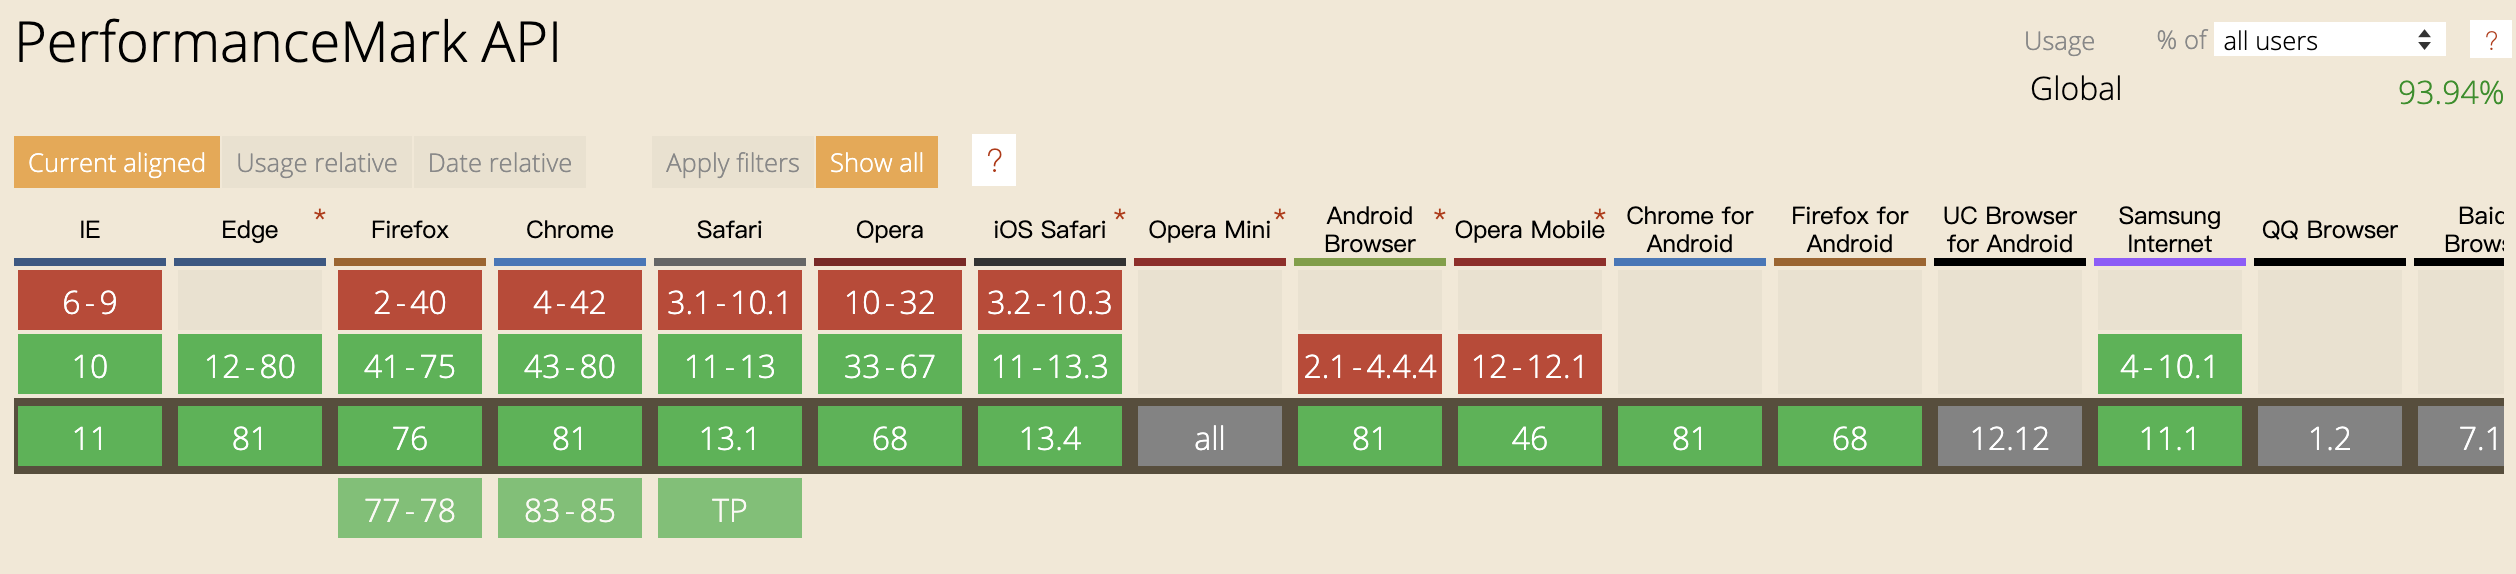 PerformanceMark API
Usage % of all users ?
Global 93.94%
Current aligned Usage relative Date relative Apply filters Show all ?
IE Edge * Firefox Chrome Safari Opera iOS Safari * Opera Mini * Android Browser * Opera Mobile * Chrome for Android Firefox for Android UC Browser for Android Samsung Internet QQ Browser
6-9 2-40 4-42 3.1-10.1 10-32 3.2-10.3
10 12-80 41-75 43-80 11-13 33-67 11-13.3 2.1-4.4.4 12-12.1 4-10.1
11 81 76 81 13.1 68 13.4 all 81 46 81 68 12.12 11.1 1.2 7.1
77-78 83-85 TP